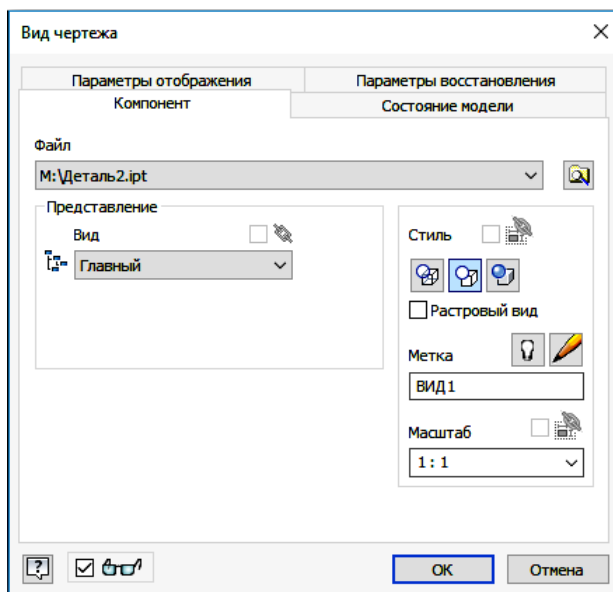 Вид чертежа
Параметры отображения
Параметры восстановления
Компонент
Состояние модели
Файл
M:\Деталь2.ipt
Представление
Вид
Главный
Стиль
Растровый вид
Метка
ВИД1
Масштаб
1 : 1
?
OK
Отмена